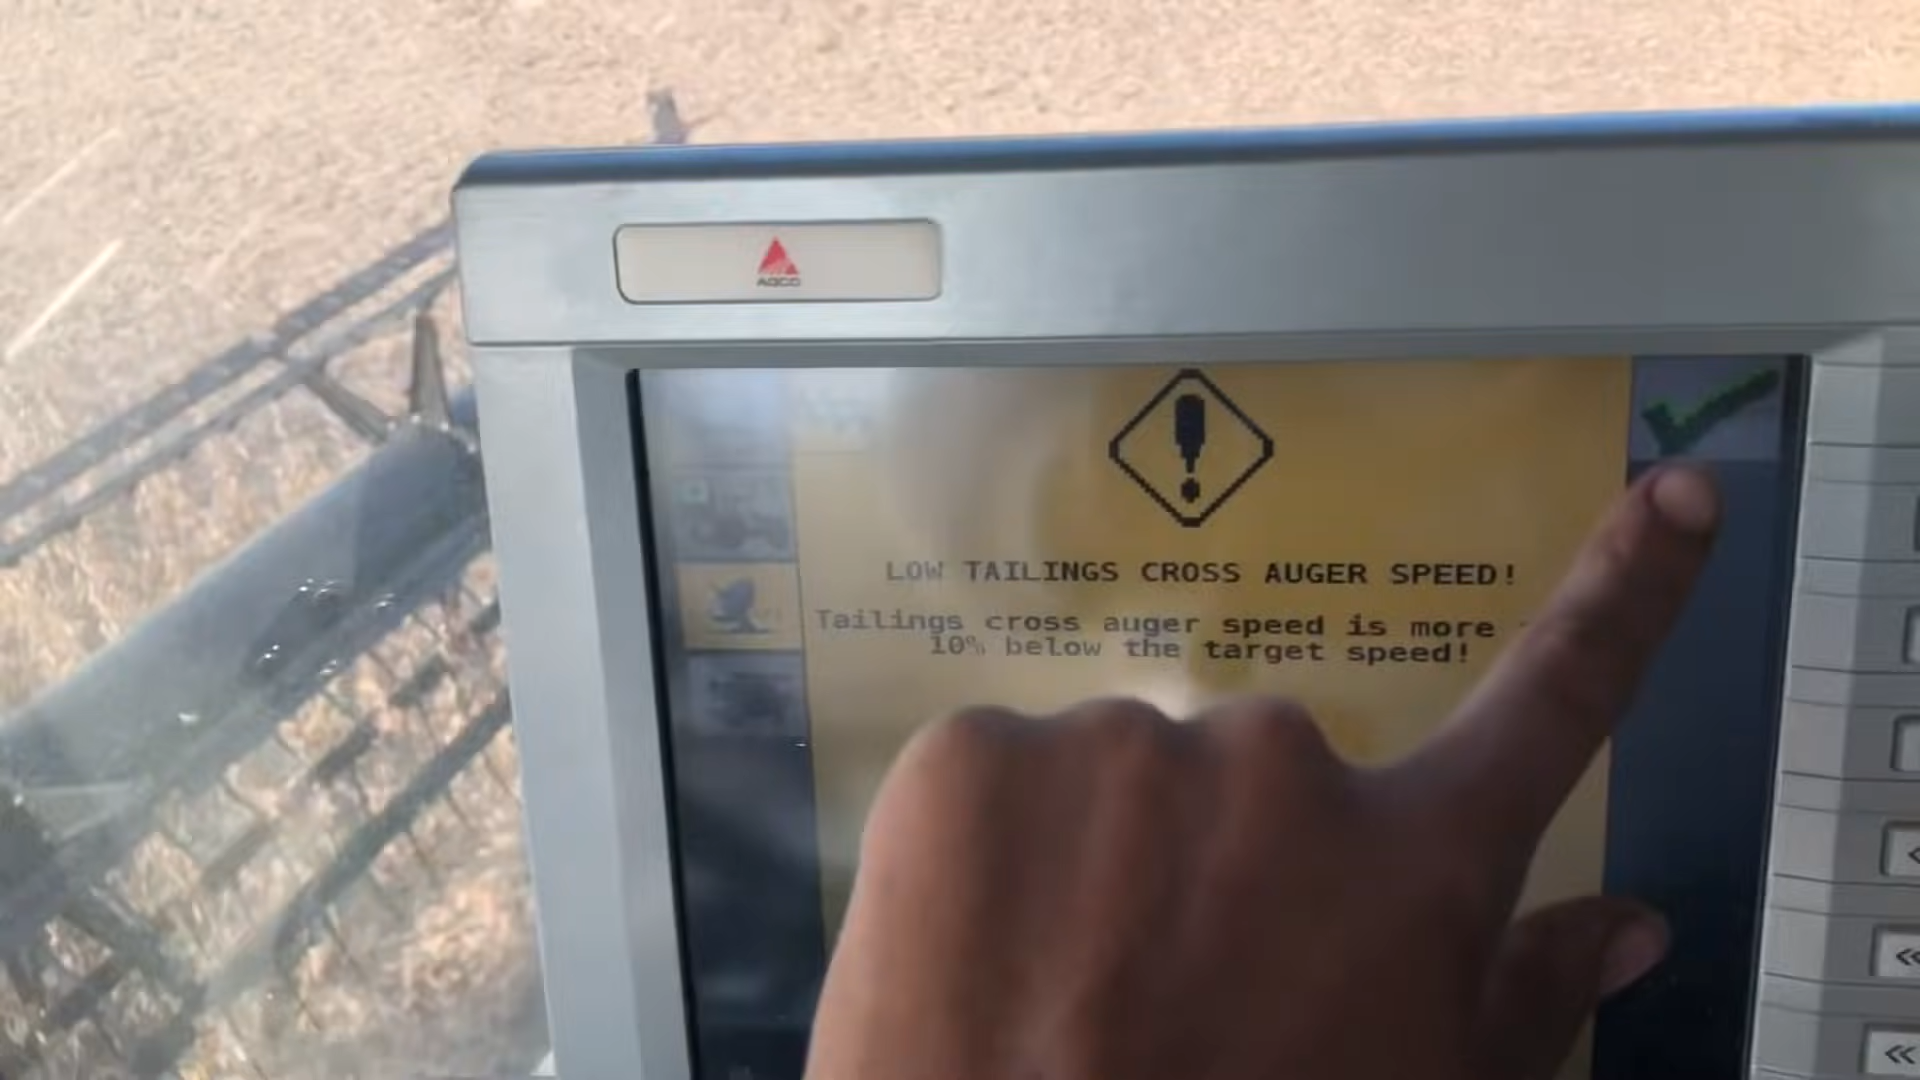 AGCO
LOW TAILINGS CROSS AUGER SPEED!
Tailings cross auger speed is more
10% below the target speed!